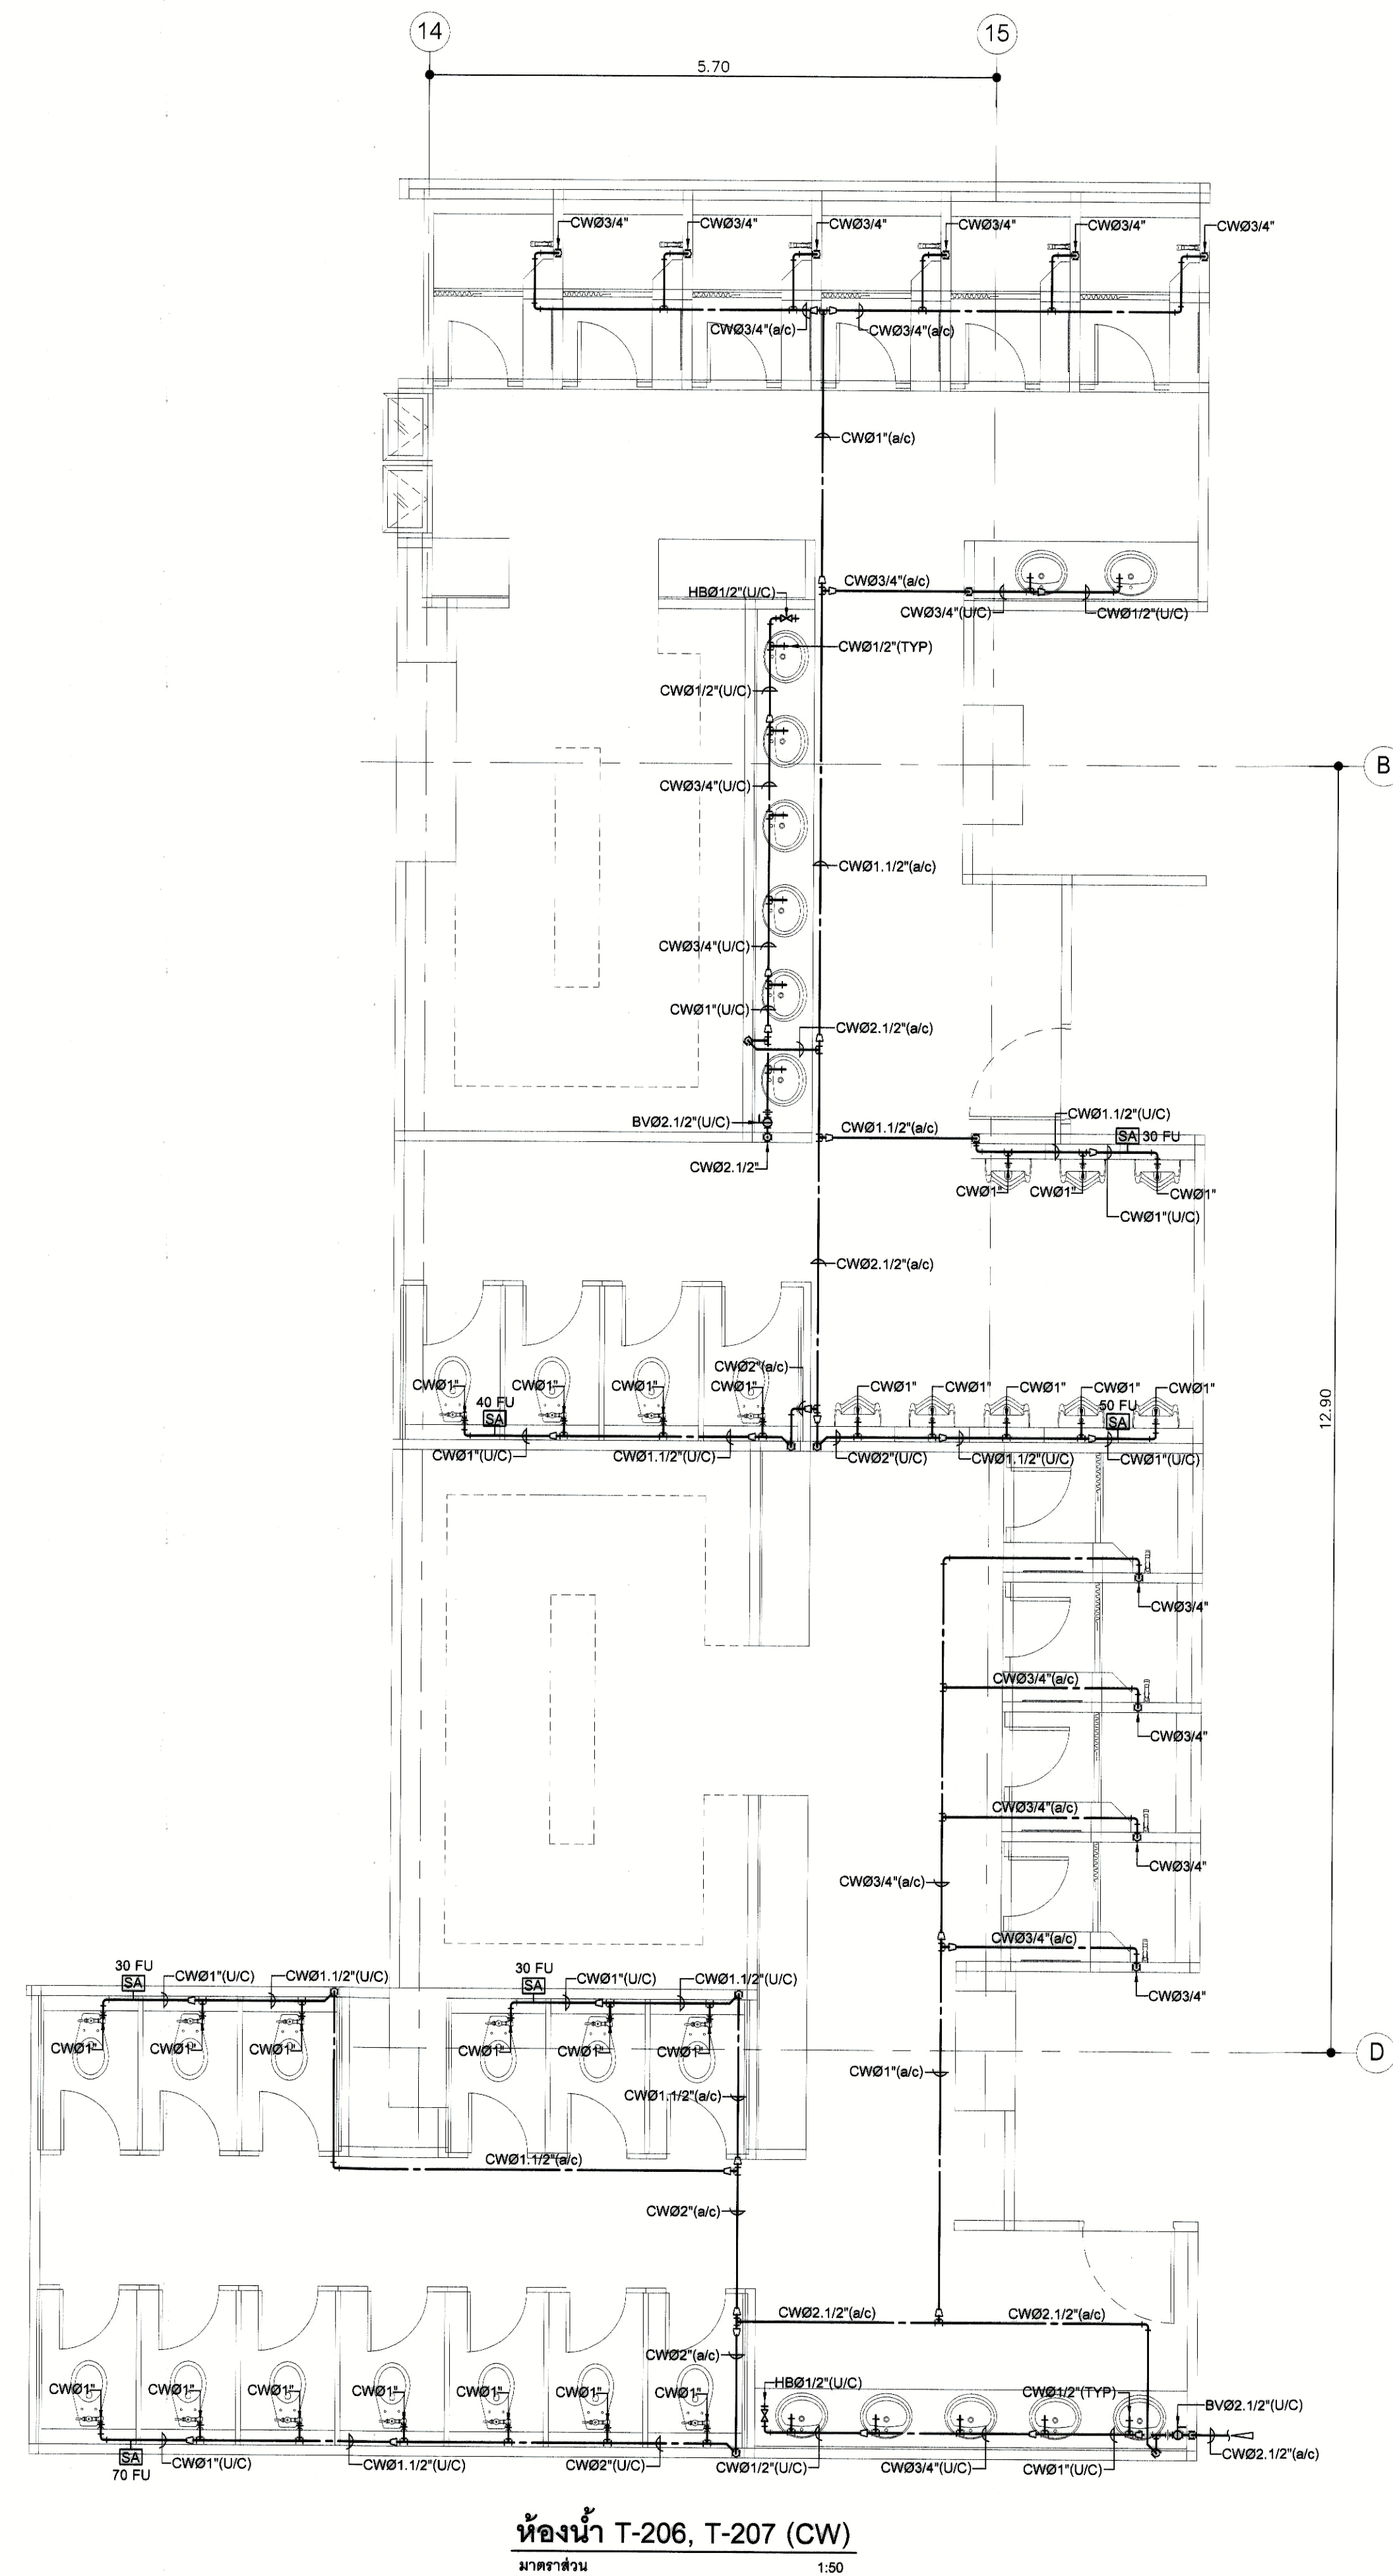 14
15
5.70
CWØ3/4"
CWØ3/4"
CWØ3/4"
CWØ3/4"
CWØ3/4"
CWØ3/4"
CWØ3/4"(a/c)
CWØ3/4"(a/c)
CWØ1"(a/c)
CWØ3/4"(a/c)
HBØ1/2"(U/C)
CWØ3/4"(U/C)
CWØ1/2"(U/C)
CWØ1/2"(TYP)
CWØ1/2"(U/C)
B
CWØ3/4"(U/C)
CWØ1.1/2"(a/c)
CWØ3/4"(U/C)
CWØ1"(U/C)
CWØ2.1/2"(a/c)
BVØ2.1/2"(U/C)
CWØ1.1/2"(a/c)
CWØ1.1/2"(U/C)
SA 30 FU
CWØ2.1/2"
CWØ1"
CWØ1"
CWØ1"
CWØ1"(U/C)
CWØ2.1/2"(a/c)
CWØ2"(a/c)
CWØ1"
CWØ1"
CWØ1"
CWØ1"
CWØ1"
CWØ1"
CWØ1"
CWØ1"
CWØ1"
40 FU
SA
50 FU
SA
12.90
CWØ1"(U/C)
CWØ1.1/2"(U/C)
CWØ2"(U/C)
CWØ1.1/2"(U/C)
CWØ1"(U/C)
CWØ3/4"
CWØ3/4"(a/c)
CWØ3/4"
CWØ3/4"(a/c)
CWØ3/4"
CWØ3/4"(a/c)
CWØ3/4"(a/c)
CWØ3/4"
30 FU
SA
CWØ1"(U/C)
CWØ1.1/2"(U/C)
30 FU
SA
CWØ1"(U/C)
CWØ1.1/2"(U/C)
CWØ1"
CWØ1"
CWØ1"
CWØ1"
CWØ1"
CWØ1"
D
CWØ1"(a/c)
CWØ1.1/2"(a/c)
CWØ1.1/2"(a/c)
CWØ2"(a/c)
CWØ2.1/2"(a/c)
CWØ2.1/2"(a/c)
CWØ2"(a/c)
CWØ1"
CWØ1"
CWØ1"
CWØ1"
CWØ1"
CWØ1"
CWØ1"
HBØ1/2"(U/C)
CWØ1/2"(TYP)
BVØ2.1/2"(U/C)
SA
70 FU
CWØ1"(U/C)
CWØ1.1/2"(U/C)
CWØ2"(U/C)
CWØ1/2"(U/C)
CWØ3/4"(U/C)
CWØ1"(U/C)
CWØ2.1/2"(a/c)
ห้องน้ำ T-206, T-207 (CW)
มาตราส่วน 1:50